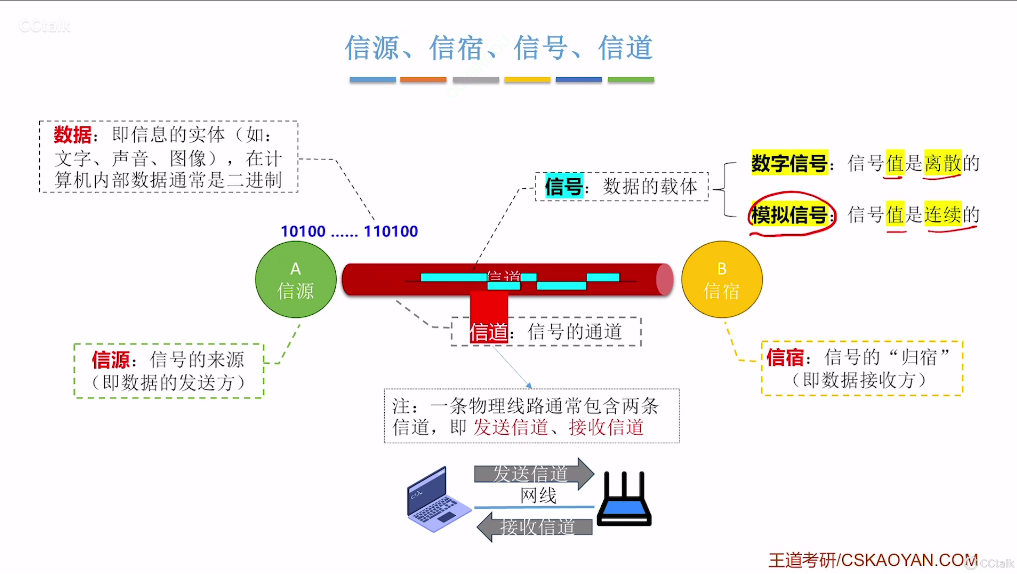 CCtalk
信源、信宿、信号、信道
数据：即信息的实体（如：
文字、声音、图像），在计
算机内部数据通常是二进制
信号：数据的载体
数字信号：信号值是离散的
模拟信号：信号值是连续的
10100 …… 110100
A
信源
信道
B
信宿
信道：信号的通道
信源：信号的来源
（即数据的发送方）
信宿：信号的“归宿”
（即数据接收方）
注：一条物理线路通常包含两条
信道，即 发送信道、接收信道
发送信道
网线
接收信道
王道考研/CSKAOYAN.COM
CCtalk